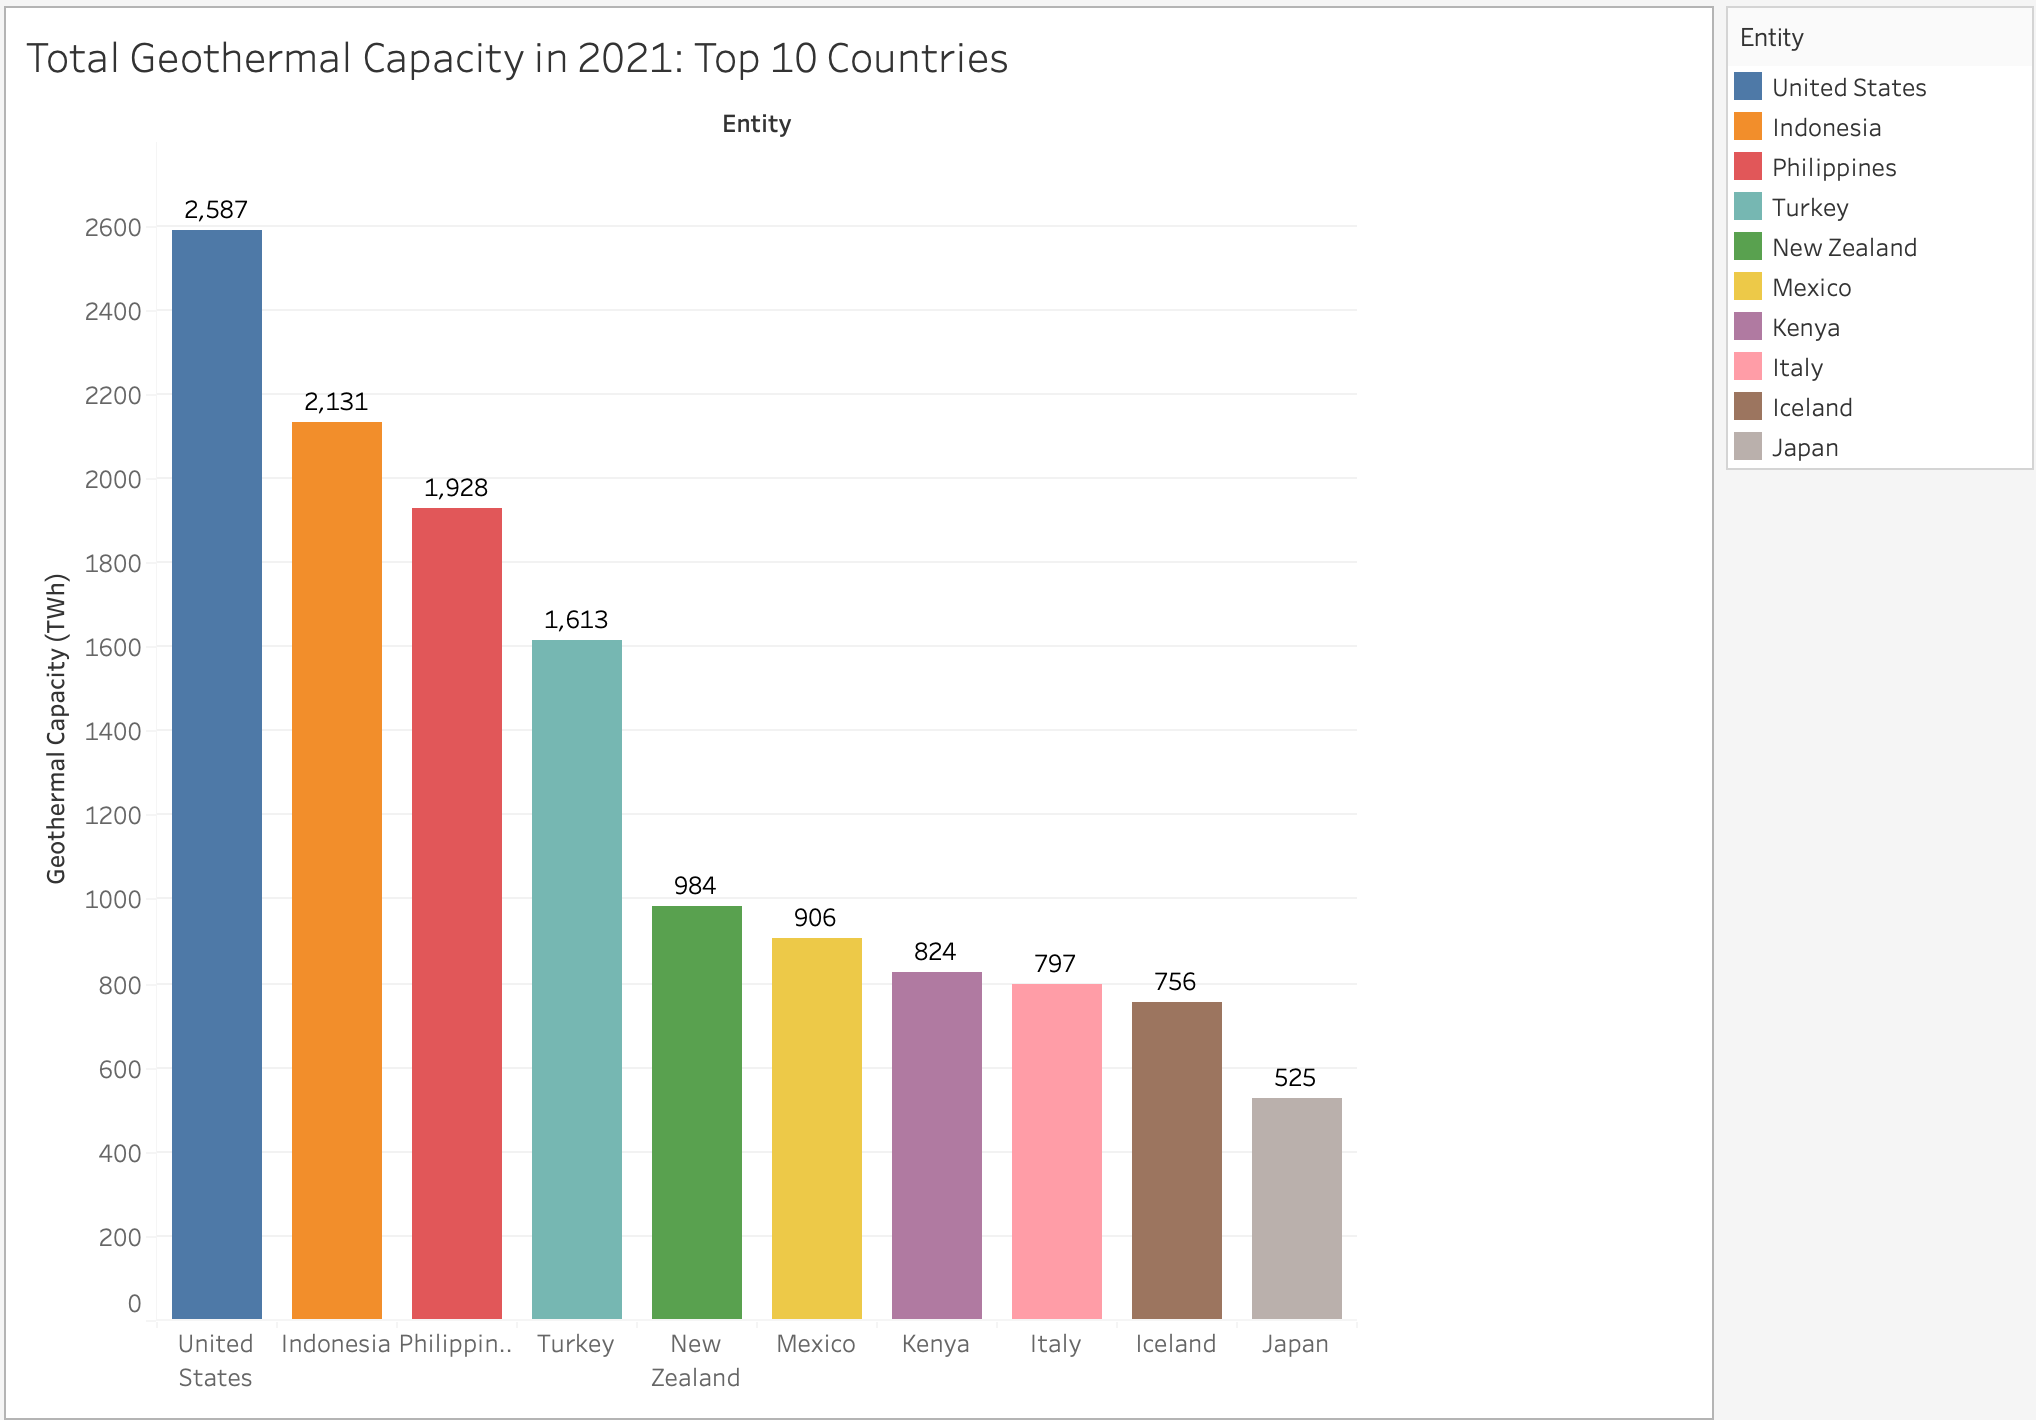 Total Geothermal Capacity in 2021: Top 10 Countries
Entity
2,587
2600
2400
2,131
2200
2000
1,928
1800
1,613
1600
1400
1200
1000
984
906
824
797
756
800
600
525
400
200
0
Geothermal Capacity (TWh)
United States
Indonesia
Philippin..
Turkey
New Zealand
Mexico
Kenya
Italy
Iceland
Japan
Entity
United States
Indonesia
Philippines
Turkey
New Zealand
Mexico
Kenya
Italy
Iceland
Japan